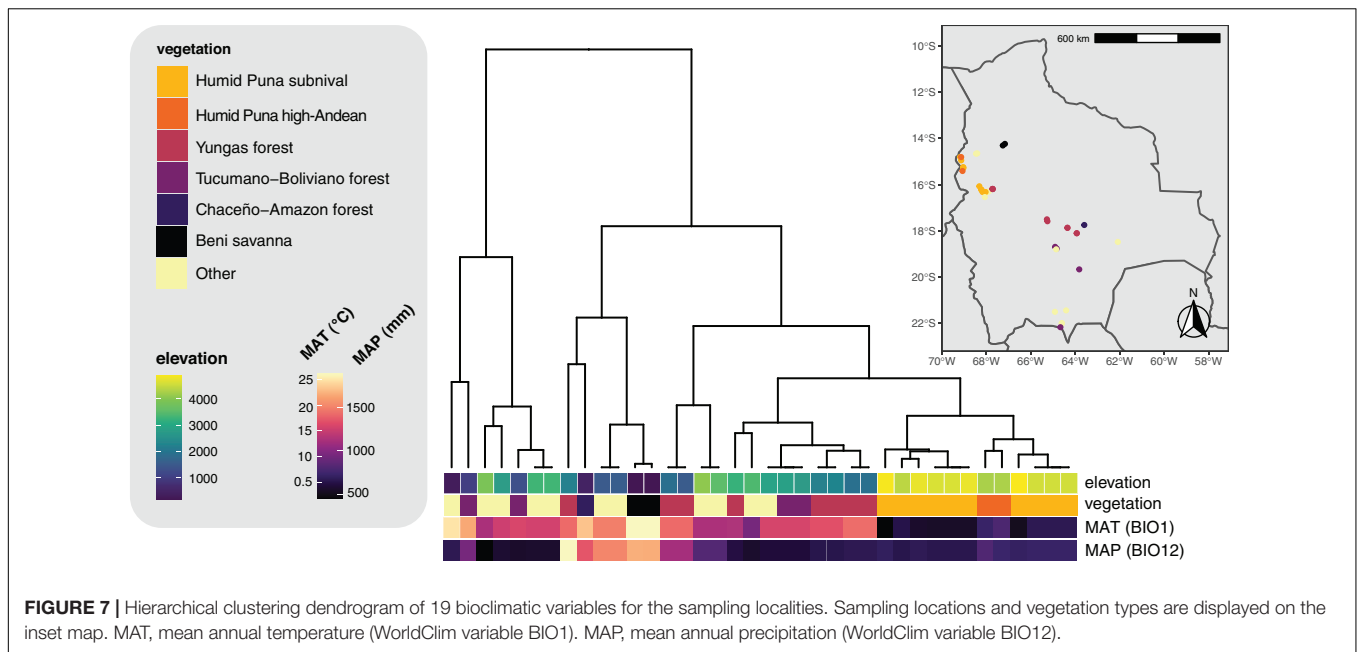 vegetation
Humid Puna subnival
Humid Puna high-Andean
Yungas forest
Tucumano–Boliviano forest
Chaceño–Amazon forest
Beni savanna
Other
elevation
4000
3000
2000
1000
MAT (°C)
MAP (mm)
25
20
15
10
0.5
1500
1000
500
600 km
10°S
12°S
14°S
16°S
18°S
20°S
22°S
N
70°W 68°W 66°W 64°W 62°W 60°W 58°W
elevation
vegetation
MAT (BIO1)
MAP (BIO12)
FIGURE 7 | Hierarchical clustering dendrogram of 19 bioclimatic variables for the sampling localities. Sampling locations and vegetation types are displayed on the
inset map. MAT, mean annual temperature (WorldClim variable BIO1). MAP, mean annual precipitation (WorldClim variable BIO12).